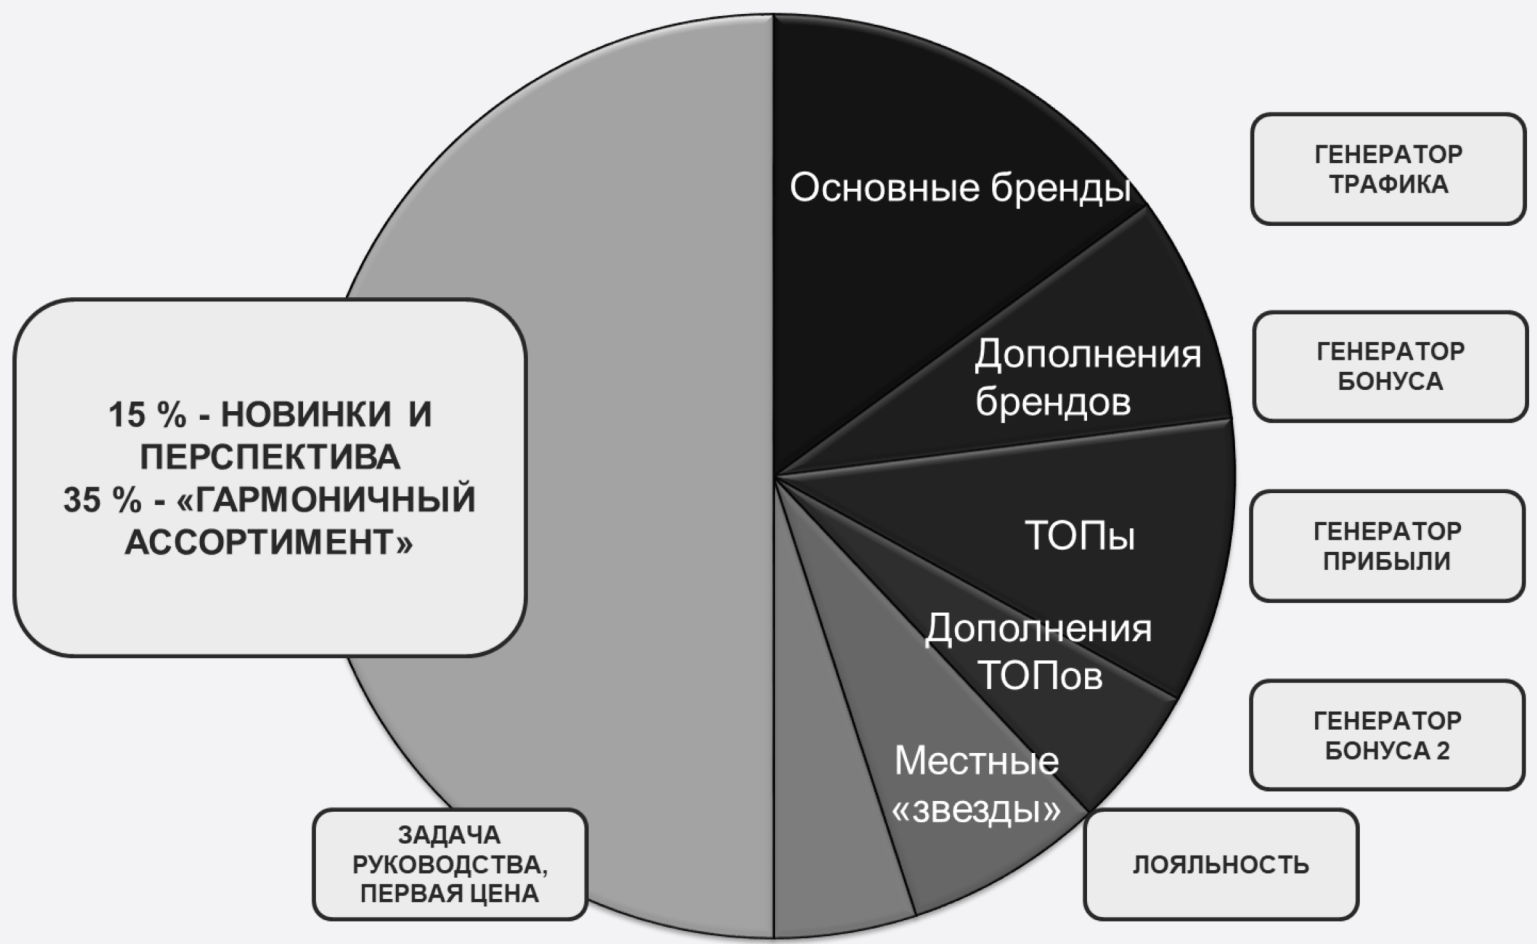 Основные бренды
Дополнения
брендов
ТОПы
Дополнения
ТОПов
Местные
«звезды»
ГЕНЕРАТОР
ТРАФИКА
ГЕНЕРАТОР
БОНУСА
ГЕНЕРАТОР
ПРИБЫЛИ
ГЕНЕРАТОР
БОНУСА 2
ЛОЯЛЬНОСТЬ
15 % - НОВИНКИ И
ПЕРСПЕКТИВА
35 % - «ГАРМОНИЧНЫЙ
АССОРТИМЕНТ»
ЗАДАЧА
РУКОВОДСТВА,
ПЕРВАЯ ЦЕНА